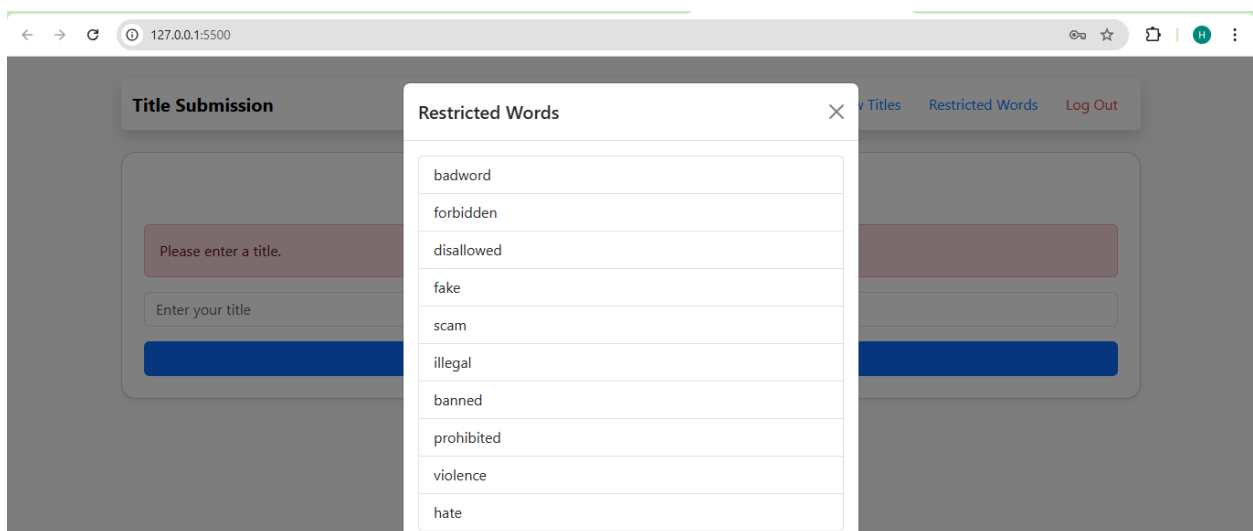 127.0.0.1:5500
H
Title Submission
Restricted Words
Titles
Restricted Words
Log Out
badword
forbidden
Please enter a title.
disallowed
fake
Enter your title
scam
illegal
banned
prohibited
violence
hate